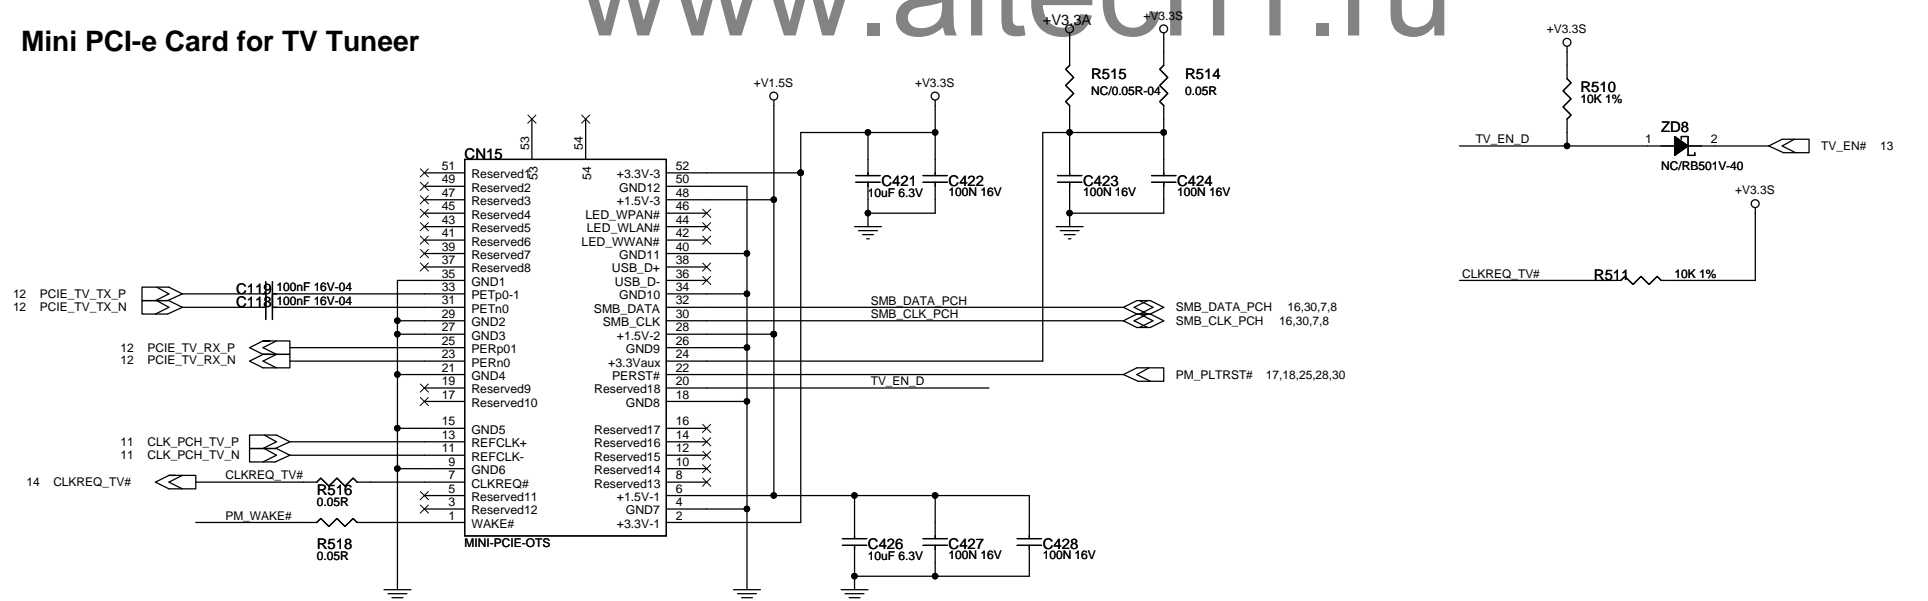 www.aitech1.ru
Mini PCI-e Card for TV Tuneer
+V3.3A
+V3.3S
+V3.3S
R515
NC/0.05R-04
R514
0.05R
R510
10K 1%
+V1.5S
+V3.3S
TV_EN_D
1
ZD8
2
NC/RB501V-40
TV_EN# 13
+V3.3S
CLKREQ_TV#
R511
10K 1%
C421
10uF 6.3V
C422
100N 16V
C423
100N 16V
C424
100N 16V
53
54
CN15
53
54
51 Reserved1
49 Reserved2
47 Reserved3
45 Reserved4
43 Reserved5
41 Reserved6
39 Reserved7
37 Reserved8
35 GND1
33 PETp0-1
31 PETn0
29 GND2
27 GND3
25 PERp01
23 PERn0
21 GND4
19 Reserved9
17 Reserved10
15 GND5
13 REFCLK+
11 REFCLK-
9 GND6
7 CLKREQ#
5 Reserved11
3 Reserved12
1 WAKE#
+3.3V-3 52
GND12 50
+1.5V-3 48
LED_WPAN# 46
LED_WLAN# 44
LED_WWAN# 42
GND11 40
USB_D+ 38
USB_D- 36
GND10 34
SMB_DATA 32
SMB_CLK 30
+1.5V-2 28
GND9 26
+3.3Vaux 24
PERST# 22
Reserved18 20
GND8 18
Reserved17 16
Reserved16 14
Reserved15 12
Reserved14 10
Reserved13 8
+1.5V-1 6
GND7 4
+3.3V-1 2
MINI-PCIE-OTS
12 PCIE_TV_TX_P
12 PCIE_TV_TX_N
C119 100nF 16V-04
C118 100nF 16V-04
12 PCIE_TV_RX_P
12 PCIE_TV_RX_N
11 CLK_PCH_TV_P
11 CLK_PCH_TV_N
14 CLKREQ_TV#
CLKREQ_TV#
R516
0.05R
PM_WAKE#
R518
0.05R
SMB_DATA_PCH
SMB_CLK_PCH
SMB_DATA_PCH 16,30,7,8
SMB_CLK_PCH 16,30,7,8
PM_PLTRST# 17,18,25,28,30
TV_EN_D
C426
10uF 6.3V
C427
100N 16V
C428
100N 16V